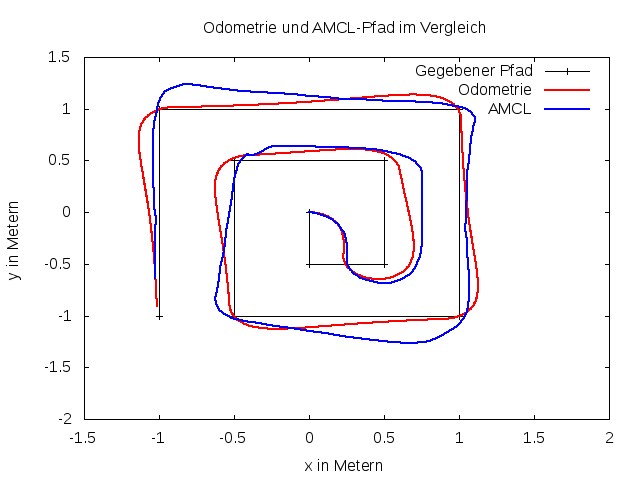 Odometrie und AMCL-Pfad im Vergleich
Gegebener Pfad
Odometrie
AMCL
1.5
1
0.5
0
-0.5
-1
-1.5
-2
y in Metern
-1.5 -1 -0.5 0 0.5 1 1.5 2
x in Metern